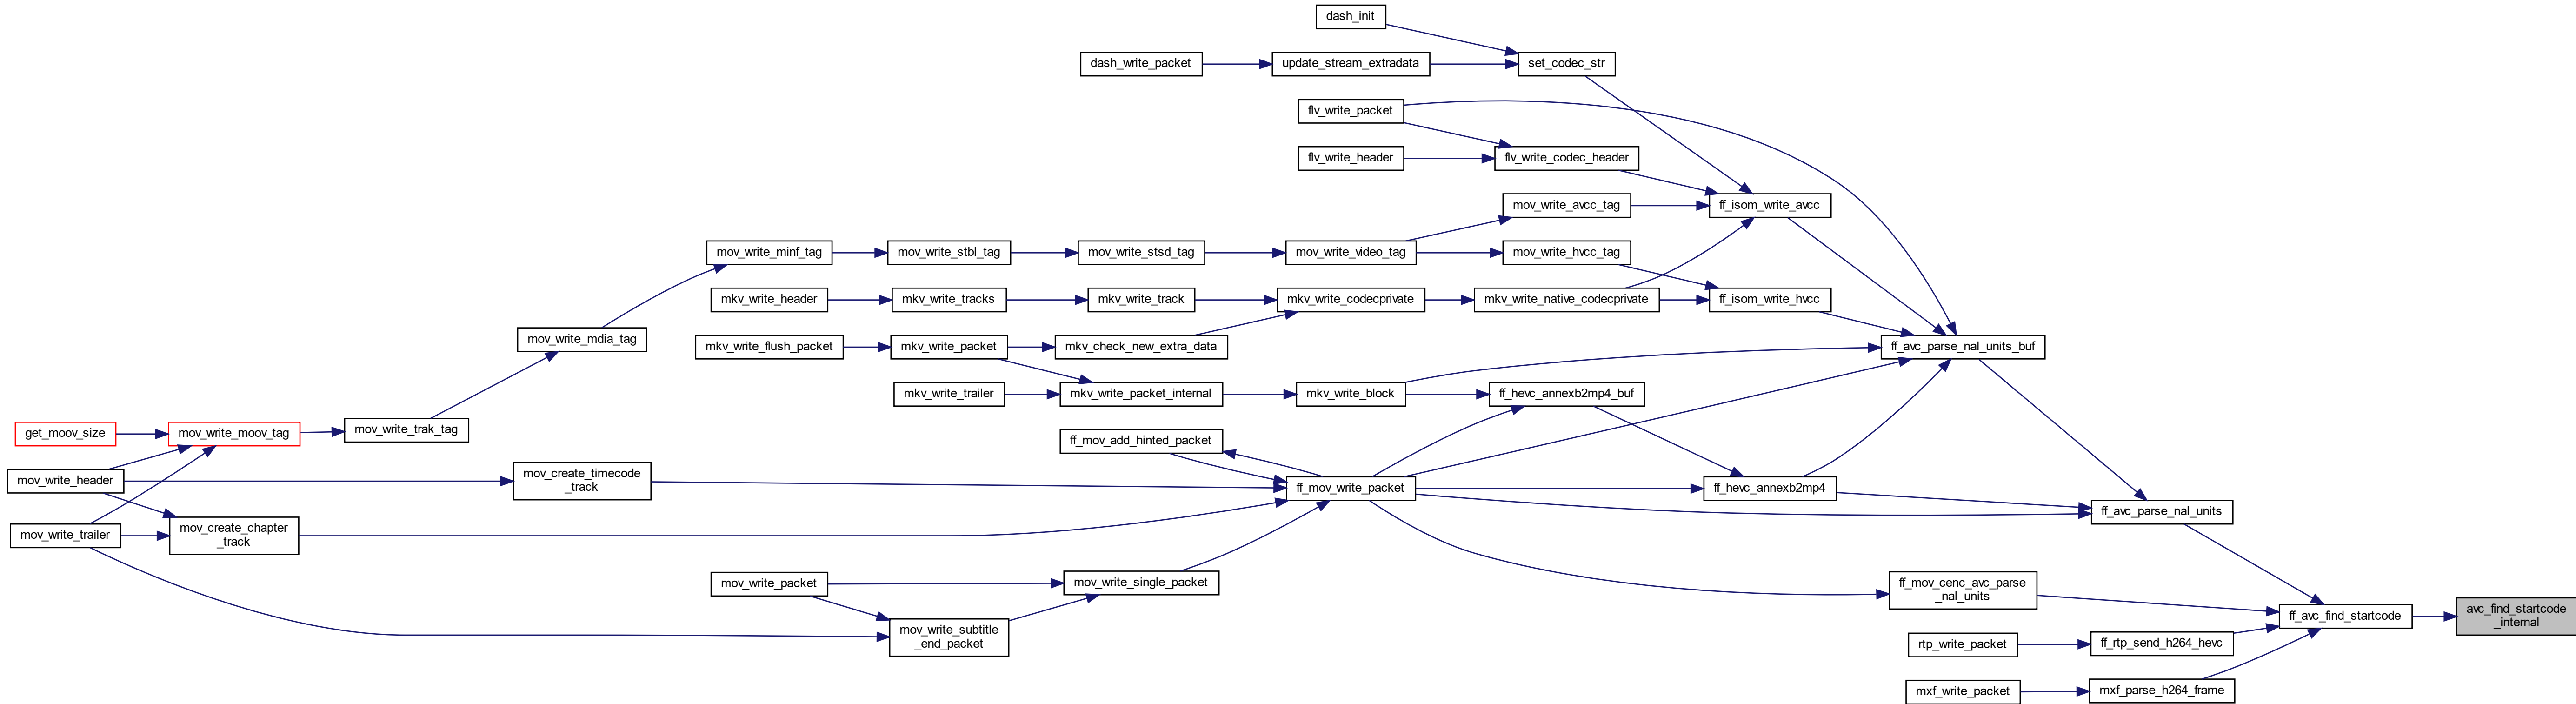 dash_init
dash_write_packet
update_stream_extradata
set_codec_str
flv_write_packet
flv_write_header
flv_write_codec_header
mov_write_avcc_tag
ff_isom_write_avcc
mov_write_minf_tag
mov_write_stbl_tag
mov_write_stsd_tag
mov_write_video_tag
mov_write_hvcc_tag
mkv_write_header
mkv_write_tracks
mkv_write_track
mkv_write_codecprivate
mkv_write_native_codecprivate
ff_isom_write_hvcc
mov_write_mdia_tag
mkv_write_flush_packet
mkv_write_packet
mkv_check_new_extra_data
ff_avc_parse_nal_units_buf
mkv_write_trailer
mkv_write_packet_internal
mkv_write_block
ff_hevc_annexb2mp4_buf
get_moov_size
mov_write_moov_tag
mov_write_trak_tag
ff_mov_add_hinted_packet
mov_write_header
mov_create_timecode
_track
ff_mov_write_packet
ff_hevc_annexb2mp4
ff_avc_parse_nal_units
mov_write_trailer
mov_create_chapter
_track
mov_write_packet
mov_write_single_packet
ff_mov_cenc_avc_parse
_nal_units
mov_write_subtitle
_end_packet
ff_avc_find_startcode
avc_find_startcode
_internal
rtp_write_packet
ff_rtp_send_h264_hevc
mxf_write_packet
mxf_parse_h264_frame